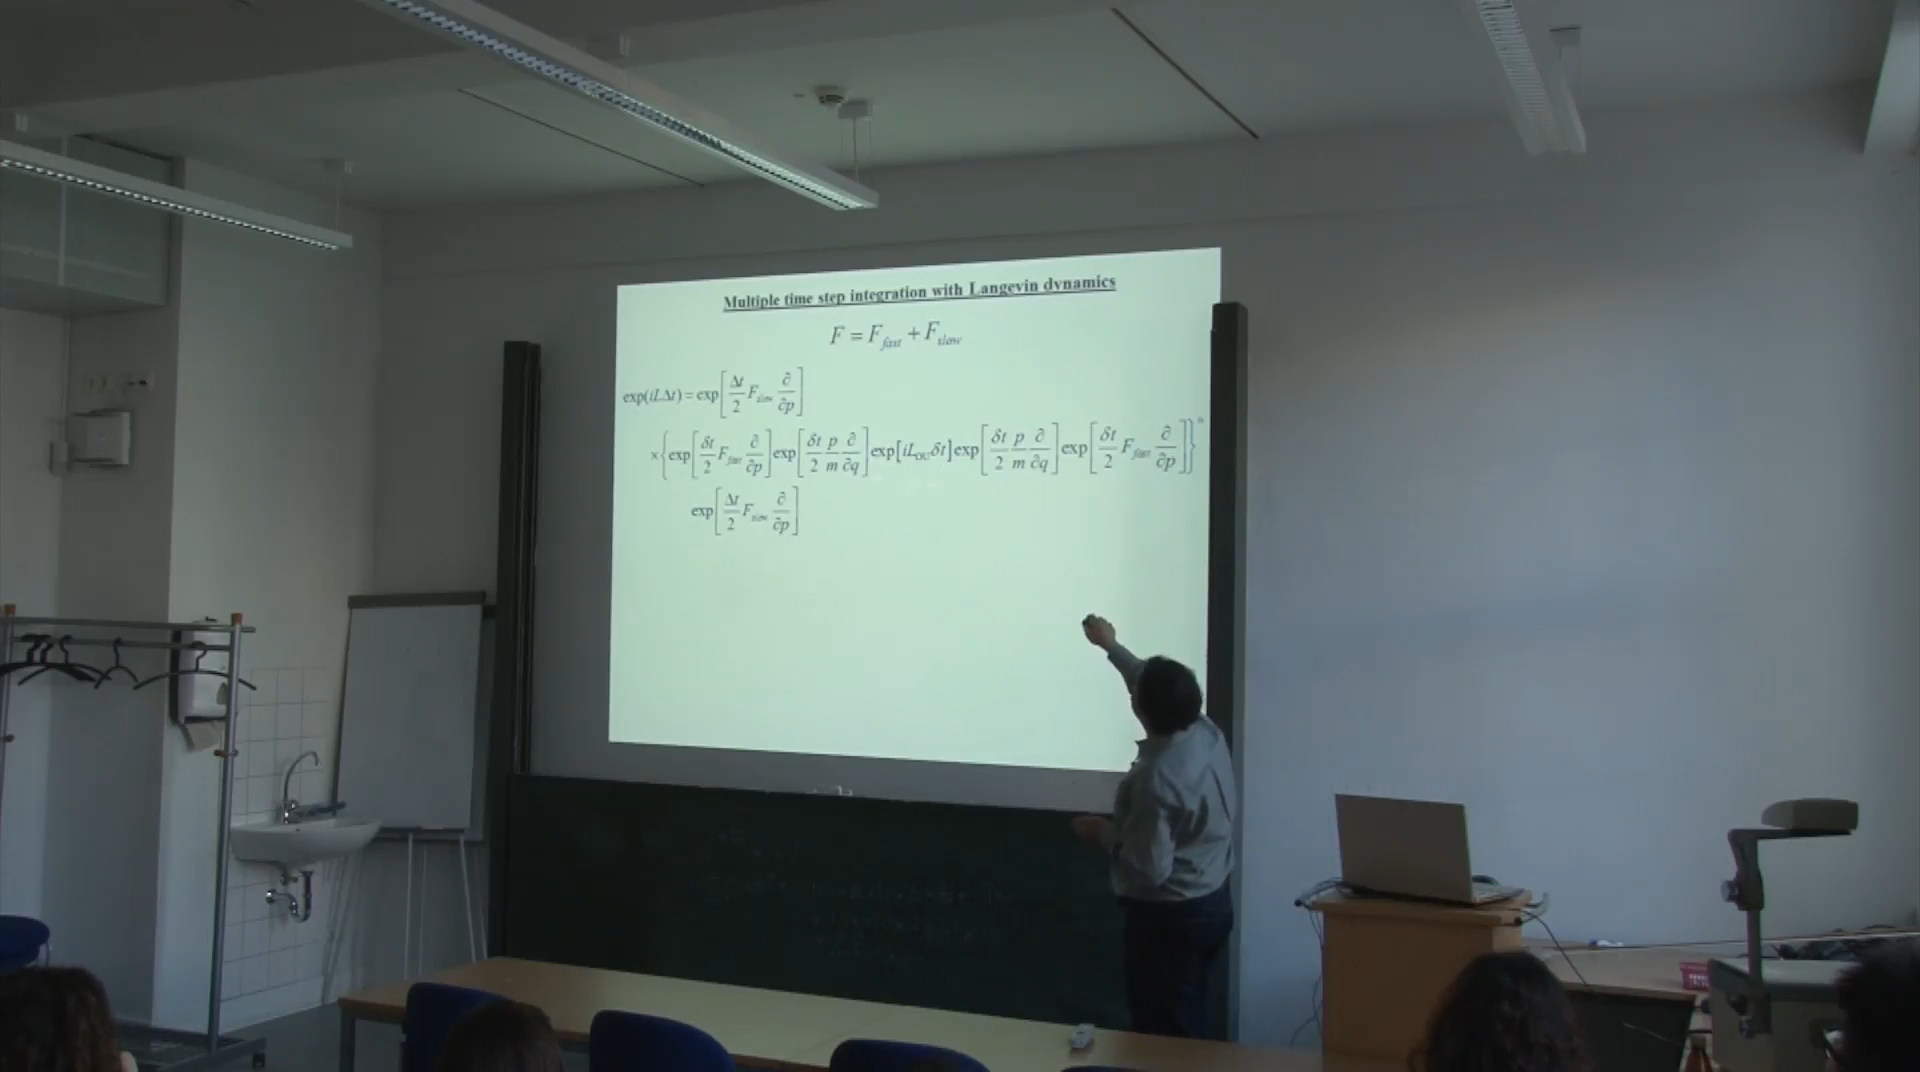 Multiple time step integration with Langevin dynamics
F = F_fast + F_slow
exp(iLΔt) = exp[Δt/2 F_slow ∂/∂p]
×{exp[δt/2 F_fast ∂/∂p] exp[δt/2 p/m ∂/∂q] exp[iL_OU δt] exp[δt/2 p/m ∂/∂q] exp[δt/2 F_fast ∂/∂p]}^n
exp[Δt/2 F_slow ∂/∂p]